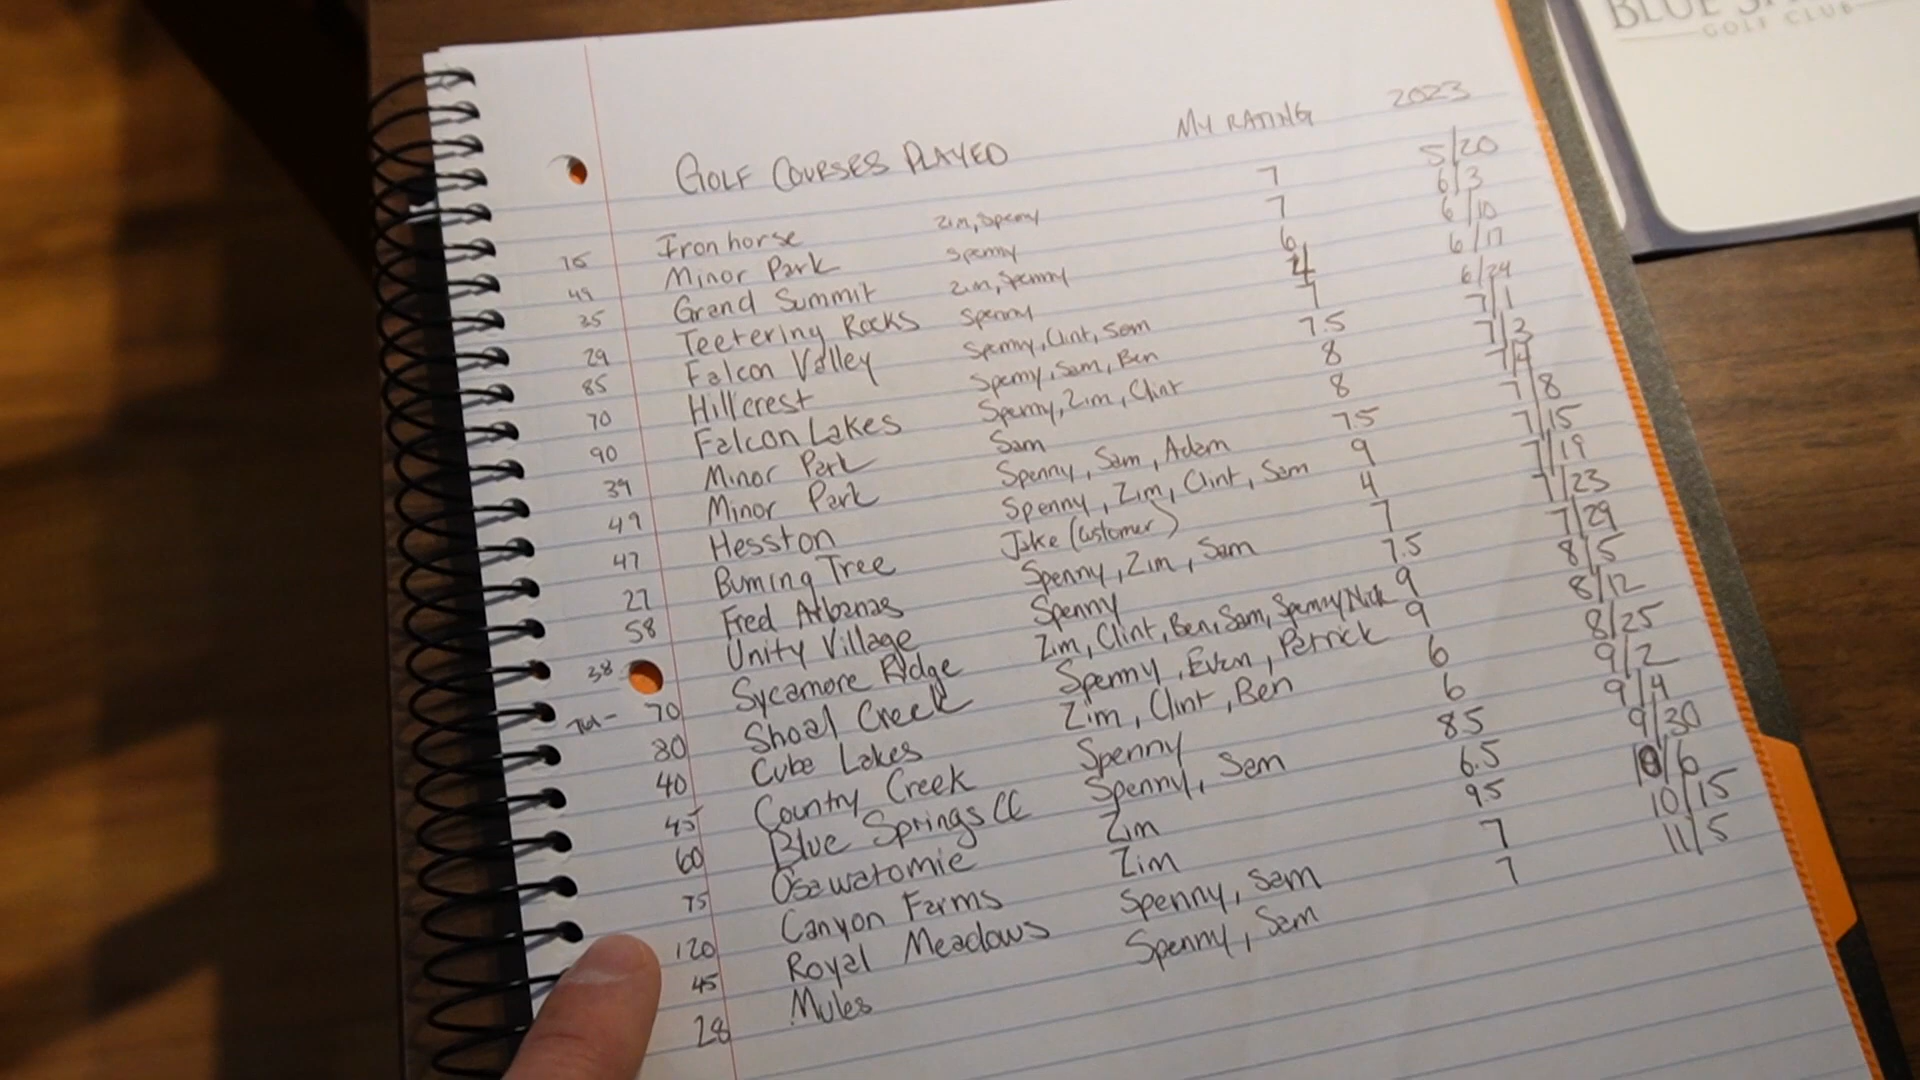 GOLF CLUB
MY RATING 2023
GOLF COURSES PLAYED
75 Ironhorse Zim, Spenny 7 5/20
49 Minor Park Spenny 7 6/3
35 Grand Summit Zim, Spenny 6 6/10
29 Teetering Rocks Spenny 4 6/17
85 Falcon Valley Spenny, Clint, Sam 7 6/24
70 Hillcrest Spenny, Sam, Ben 7.5 7/1
90 Falcon Lakes Spenny, Zim, Clint 8 7/3
39 Minor Park Sam 8 7/4
49 Minor Park Spenny, Sam, Adam 7.5 7/8
47 Hesston Spenny, Zim, Clint, Sam 9 7/15
27 Burning Tree Jake (customer) 4 7/19
58 Fred Arbanas Spenny, Zim, Sam 7 7/23
38 Unity Village Spenny 7.5 7/29
70 Sycamore Ridge Zim, Clint, Ben, Sam, Spenny Nick 9 8/5
80 Shoal Creek Spenny, Evan, Patrick 9 8/12
40 Cube Lakes Zim, Clint, Ben 6 8/25
45 Country Creek Spenny 6 9/2
60 Blue Springs CC Spenny, Sam 8.5 9/4
75 Osawatomie Zim 6.5 9/30
120 Canyon Farms Zim 9.5 10/6
45 Royal Meadows Spenny, Sam 7 10/15
28 Mules Spenny, Sam 7 11/5